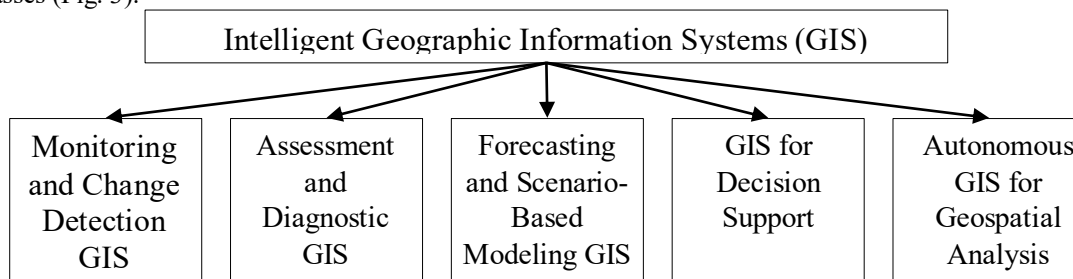 (Fig. 3).
Intelligent Geographic Information Systems (GIS)
Monitoring
and Change
Detection
GIS
Assessment
and
Diagnostic
GIS
Forecasting
and Scenario-
Based
Modeling GIS
GIS for
Decision
Support
Autonomous
GIS for
Geospatial
Analysis